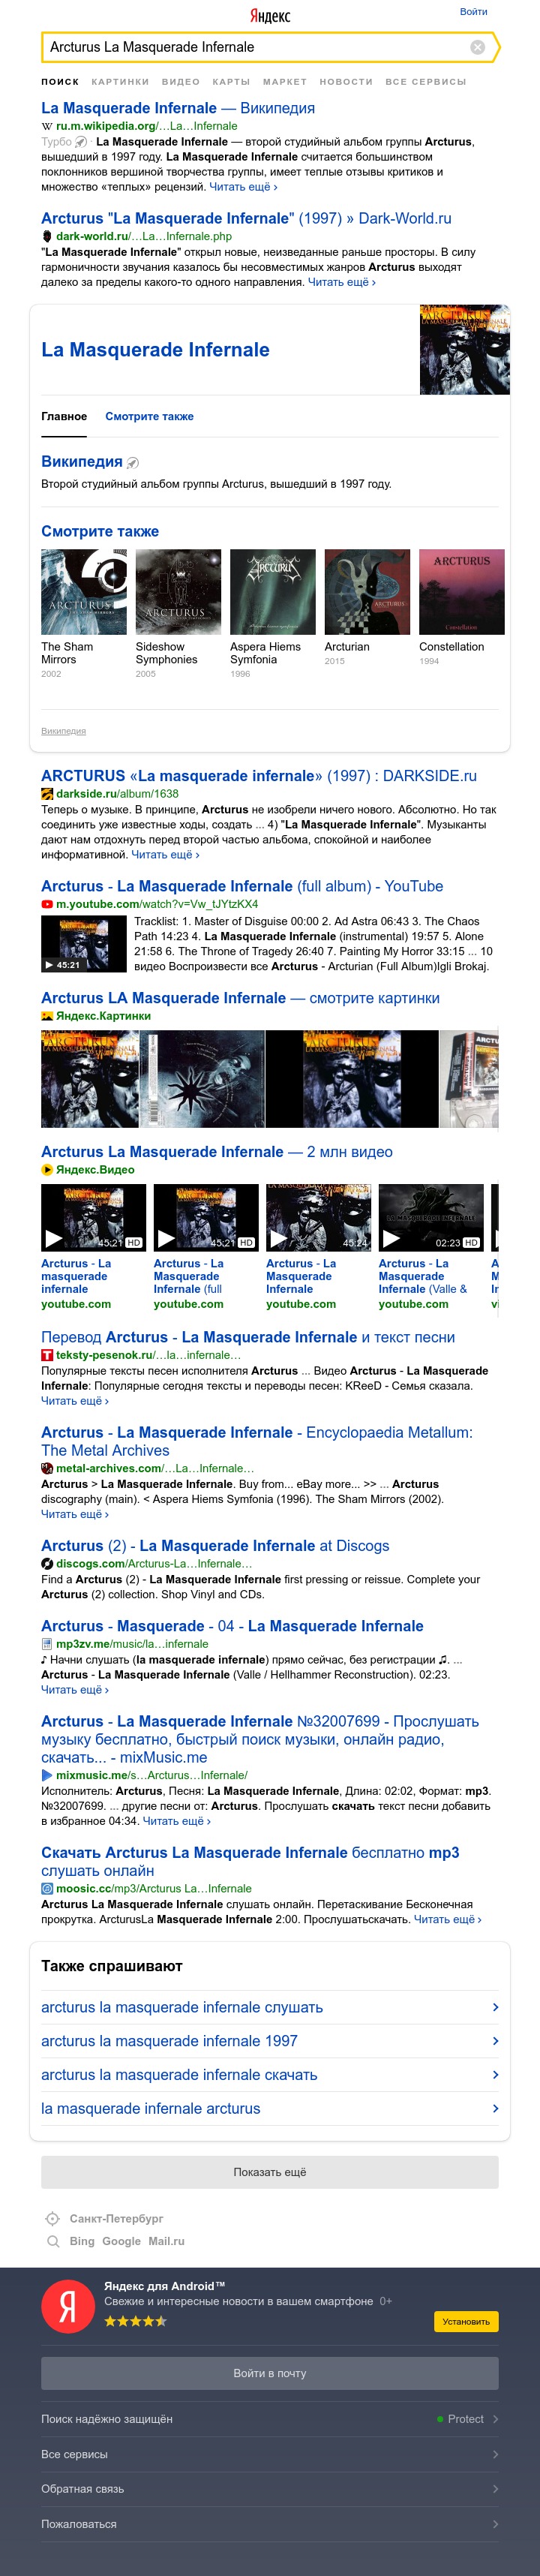 Яндекс
Войти
Arcturus La Masquerade Infernale
ПОИСК КАРТИНКИ ВИДЕО КАРТЫ МАРКЕТ НОВОСТИ ВСЕ СЕРВИСЫ
La Masquerade Infernale — Википедия
ru.m.wikipedia.org/…La…Infernale
Турбо · La Masquerade Infernale — второй студийный альбом группы Arcturus,
вышедший в 1997 году. La Masquerade Infernale считается большинством
поклонников вершиной творчества группы, имеет теплые отзывы критиков и
множество «теплых» рецензий. Читать ещё ›
Arcturus "La Masquerade Infernale" (1997) » Dark-World.ru
dark-world.ru/…La…Infernale.php
"La Masquerade Infernale" открыл новые, неизведанные раньше просторы. В силу
гармоничности звучания казалось бы несовместимых жанров Arcturus выходят
далеко за пределы какого-то одного направления. Читать ещё ›
La Masquerade Infernale
ARCTURUS
LA MASQUERADE INFERNALE
Главное Смотрите также
Википедия
Второй студийный альбом группы Arcturus, вышедший в 1997 году.
Смотрите также
ARCTURUS
ARCTURUS
ARCTURUS
ARCTURUS
ARCTURUS
Constellation
The Sham
Mirrors
2002
Sideshow
Symphonies
2005
Aspera Hiems
Symfonia
1996
Arcturian
2015
Constellation
1994
Википедия
ARCTURUS «La masquerade infernale» (1997) : DARKSIDE.ru
darkside.ru/album/1638
Теперь о музыке. В принципе, Arcturus не изобрели ничего нового. Абсолютно. Но так
соединить уже известные ходы, создать ... 4) "La Masquerade Infernale". Музыканты
дают нам отдохнуть перед второй частью альбома, спокойной и наиболее
информативной. Читать ещё ›
Arcturus - La Masquerade Infernale (full album) - YouTube
m.youtube.com/watch?v=Vw_tJYtzKX4
45:21
Tracklist: 1. Master of Disguise 00:00 2. Ad Astra 06:43 3. The Chaos
Path 14:23 4. La Masquerade Infernale (instrumental) 19:57 5. Alone
21:58 6. The Throne of Tragedy 26:40 7. Painting My Horror 33:15 ... 10
видео Воспроизвести все Arcturus - Arcturian (Full Album)Igli Brokaj.
Arcturus LA Masquerade Infernale — смотрите картинки
Яндекс.Картинки
Arcturus La Masquerade Infernale — 2 млн видео
Яндекс.Видео
45:21 HD
45:21 HD
45:24
LA MASQUERADE INFERNALE
02:23 HD
Arcturus - La
masquerade
infernale
youtube.com
Arcturus - La
Masquerade
Infernale (full
youtube.com
Arcturus - La
Masquerade
Infernale
youtube.com
Arcturus - La
Masquerade
Infernale (Valle &
youtube.com
Перевод Arcturus - La Masquerade Infernale и текст песни
teksty-pesenok.ru/…la…infernale…
Популярные тексты песен исполнителя Arcturus ... Видео Arcturus - La Masquerade
Infernale: Популярные сегодня тексты и переводы песен: KReeD - Семья сказала.
Читать ещё ›
Arcturus - La Masquerade Infernale - Encyclopaedia Metallum:
The Metal Archives
metal-archives.com/…La…Infernale…
Arcturus > La Masquerade Infernale. Buy from... eBay more... >> ... Arcturus
discography (main). < Aspera Hiems Symfonia (1996). The Sham Mirrors (2002).
Читать ещё ›
Arcturus (2) - La Masquerade Infernale at Discogs
discogs.com/Arcturus-La…Infernale…
Find a Arcturus (2) - La Masquerade Infernale first pressing or reissue. Complete your
Arcturus (2) collection. Shop Vinyl and CDs.
Arcturus - Masquerade - 04 - La Masquerade Infernale
mp3zv.me/music/la…infernale
♪ Начни слушать (la masquerade infernale) прямо сейчас, без регистрации ♫. ...
Arcturus - La Masquerade Infernale (Valle / Hellhammer Reconstruction). 02:23.
Читать ещё ›
Arcturus - La Masquerade Infernale №32007699 - Прослушать
музыку бесплатно, быстрый поиск музыки, онлайн радио,
скачать... - mixMusic.me
mixmusic.me/s…Arcturus…Infernale/
Исполнитель: Arcturus, Песня: La Masquerade Infernale, Длина: 02:02, Формат: mp3.
№32007699. ... другие песни от: Arcturus. Прослушать скачать текст песни добавить
в избранное 04:34. Читать ещё ›
Скачать Arcturus La Masquerade Infernale бесплатно mp3
слушать онлайн
moosic.cc/mp3/Arcturus La…Infernale
Arcturus La Masquerade Infernale слушать онлайн. Перетаскивание Бесконечная
прокрутка. ArcturusLa Masquerade Infernale 2:00. Прослушатьскачать. Читать ещё ›
Также спрашивают
arcturus la masquerade infernale слушать
arcturus la masquerade infernale 1997
arcturus la masquerade infernale скачать
la masquerade infernale arcturus
Показать ещё
Санкт-Петербург
Bing Google Mail.ru
Я
Яндекс для Android™
Свежие и интересные новости в вашем смартфоне 0+
Установить
Войти в почту
Поиск надёжно защищён
Protect
Все сервисы
Обратная связь
Пожаловаться